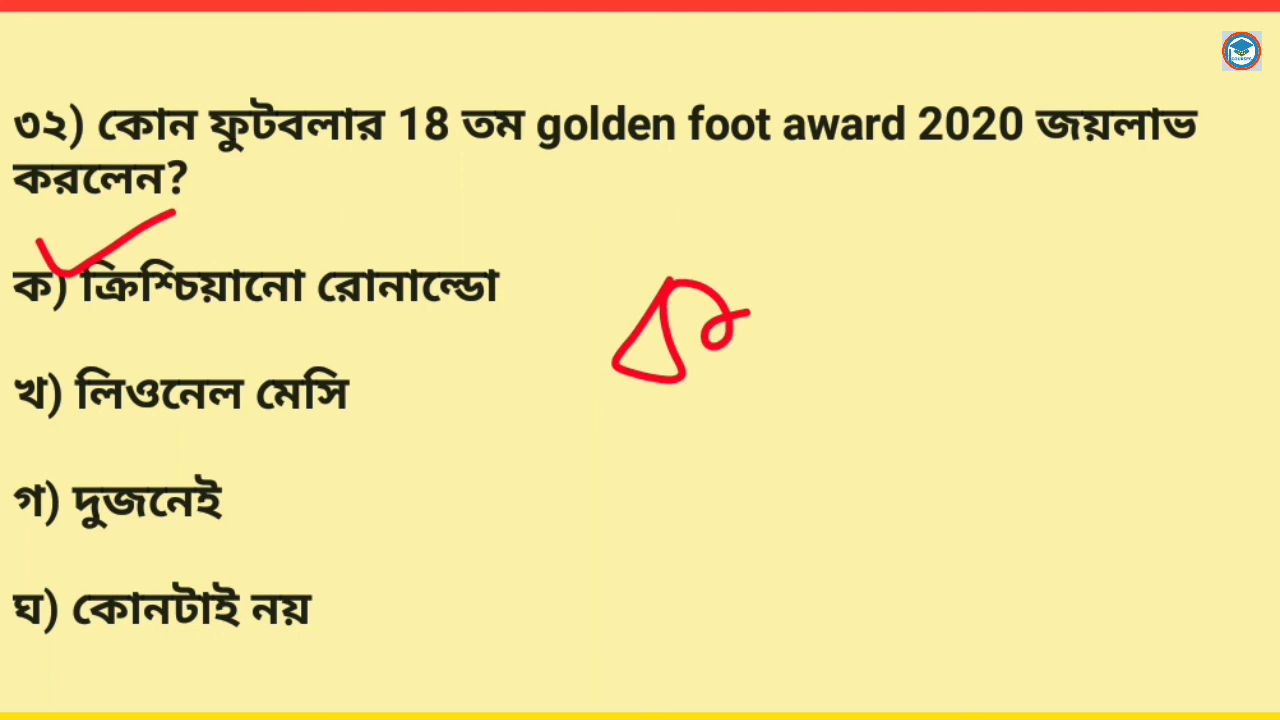 ৩২) কোন ফুটবলার 18 তম golden foot award 2020 জয়লাভ
করলেন?
ক) ক্রিশ্চিয়ানো রোনাল্ডো
খ) লিওনেল মেসি
গ) দুজনেই
ঘ) কোনটাই নয়